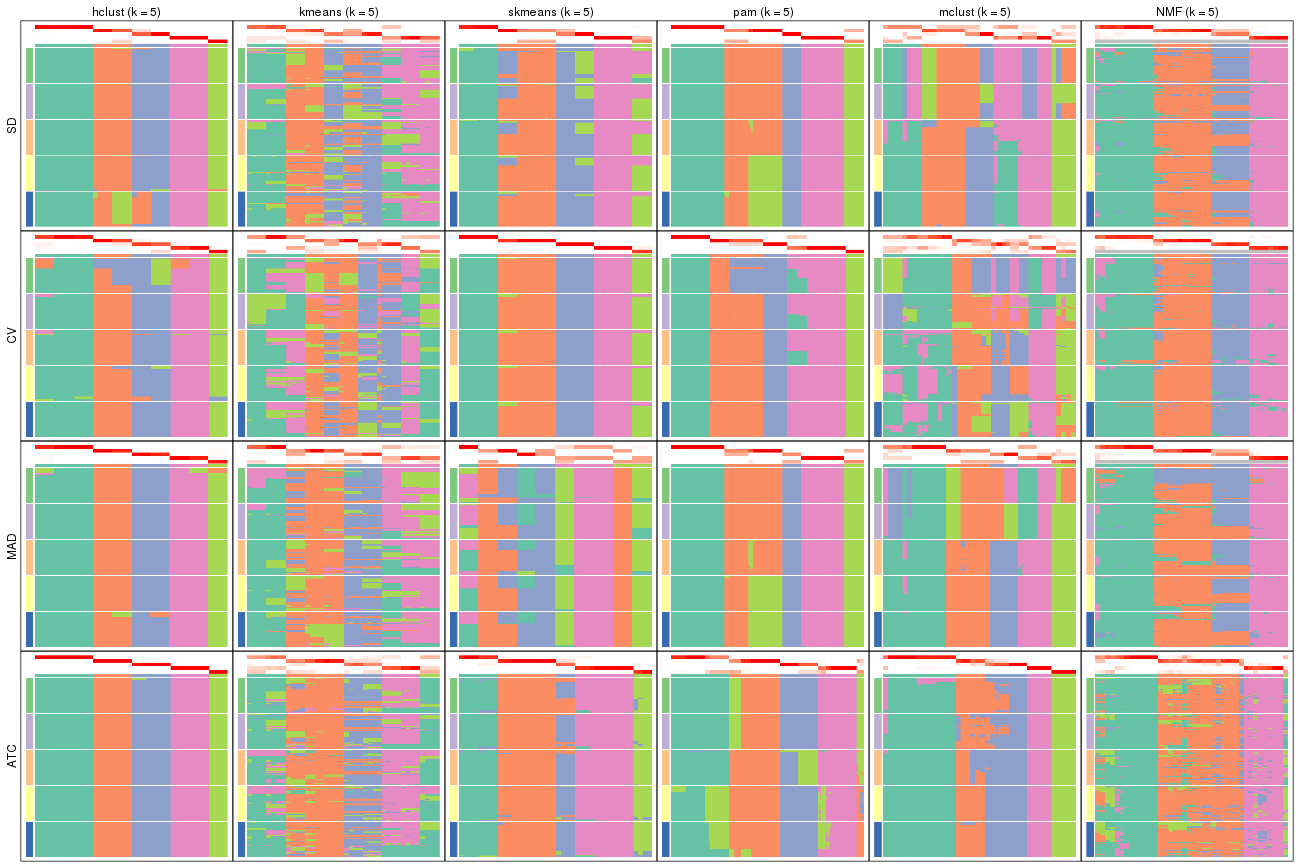 hclust (k = 5) kmeans (k = 5) skmeans (k = 5) pam (k = 5) mclust (k = 5) NMF (k = 5)
SD
CV
MAD
ATC